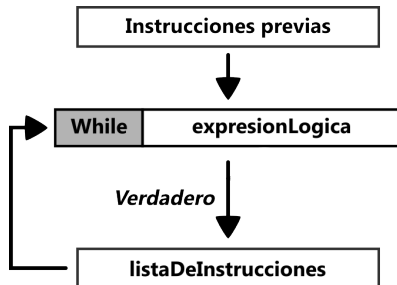 Instrucciones previas
While expresionLogica
Verdadero
listaDeInstrucciones